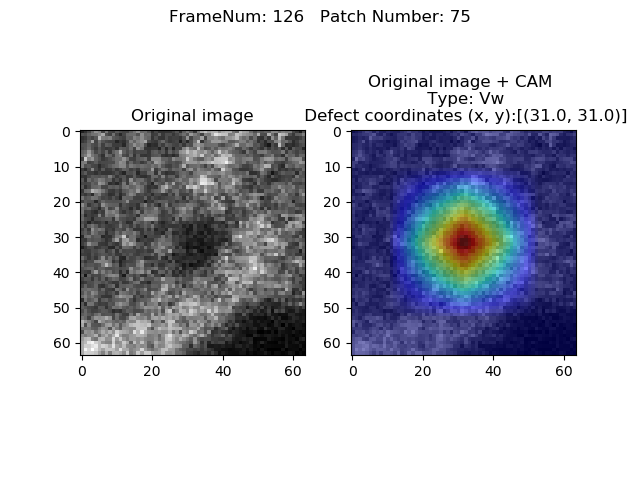 FrameNum: 126   Patch Number: 75
Original image
Original image + CAM
Type: Vw
Defect coordinates (x, y):[(31.0, 31.0)]
0
10
20
30
40
50
60
0 20 40 60
0
10
20
30
40
50
60
0 20 40 60